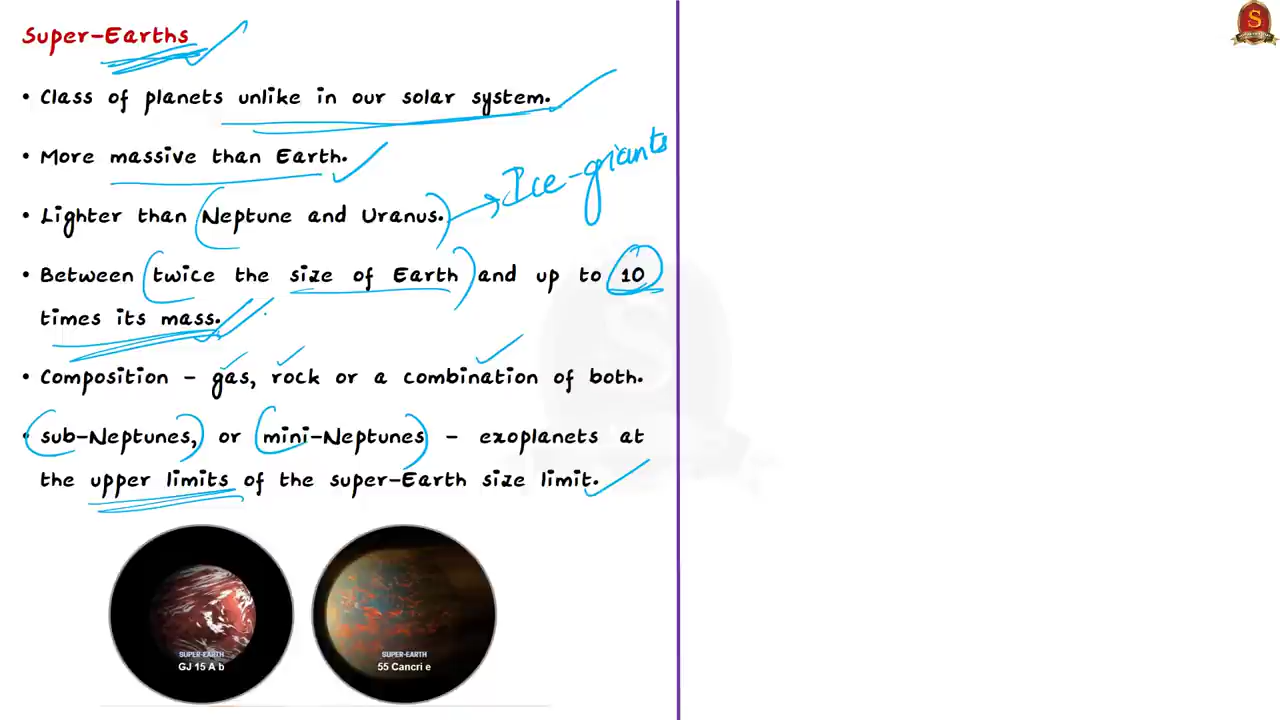 Super-Earths
• Class of planets unlike in our solar system.
• More massive than Earth.
Ice-giants
• Lighter than Neptune and Uranus.
• Between twice the size of Earth and up to 10
times its mass.
• Composition - gas, rock or a combination of both.
• sub-Neptunes, or mini-Neptunes - exoplanets at
the upper limits of the super-Earth size limit.
SUPER-EARTH
GJ 15 A b
SUPER-EARTH
55 Cancri e
S